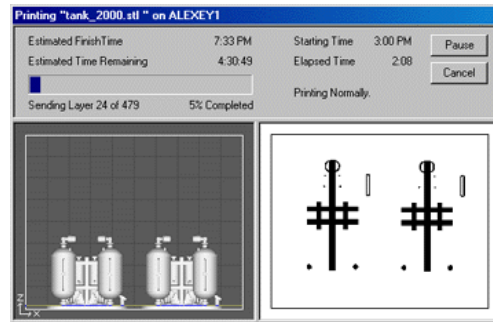 Printing "tank_2000.stl " on ALEXEY1
Estimated FinishTime 7:33 PM Starting Time 3:00 PM Pause
Estimated Time Remaining 4:30:49 Elapsed Time 2:08
Cancel
Printing Normally.
Sending Layer 24 of 479 5% Completed
Z
X